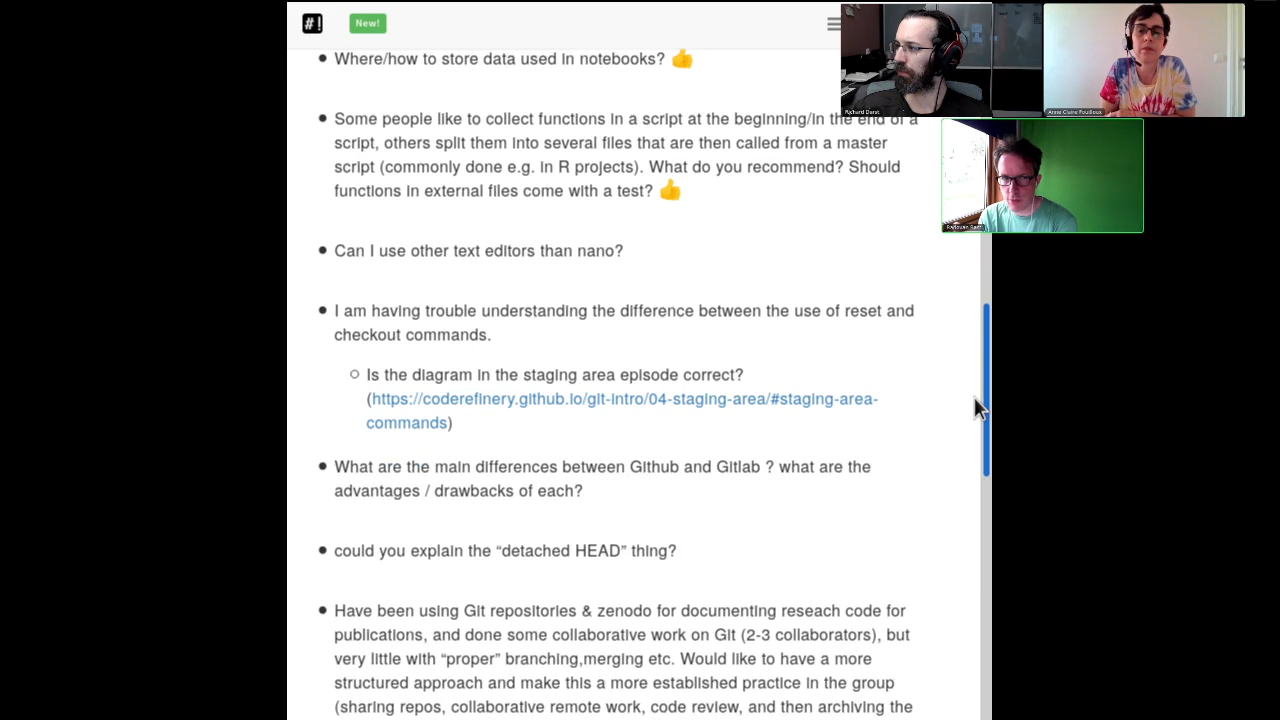 #!
New!
Where/how to store data used in notebooks? 👍
Some people like to collect functions in a script at the beginning/in the end of a
script, others split them into several files that are then called from a master
script (commonly done e.g. in R projects). What do you recommend? Should
functions in external files come with a test? 👍
Can I use other text editors than nano?
I am having trouble understanding the difference between the use of reset and
checkout commands.
Is the diagram in the staging area episode correct?
(https://coderefinery.github.io/git-intro/04-staging-area/#staging-area-
commands)
What are the main differences between Github and Gitlab ? what are the
advantages / drawbacks of each?
could you explain the “detached HEAD” thing?
Have been using Git repositories & zenodo for documenting reseach code for
publications, and done some collaborative work on Git (2-3 collaborators), but
very little with “proper” branching,merging etc. Would like to have a more
structured approach and make this a more established practice in the group
(sharing repos, collaborative remote work, code review, and then archiving the
Richard Darst
Anne Claire Fouilloux
Radovan Bast